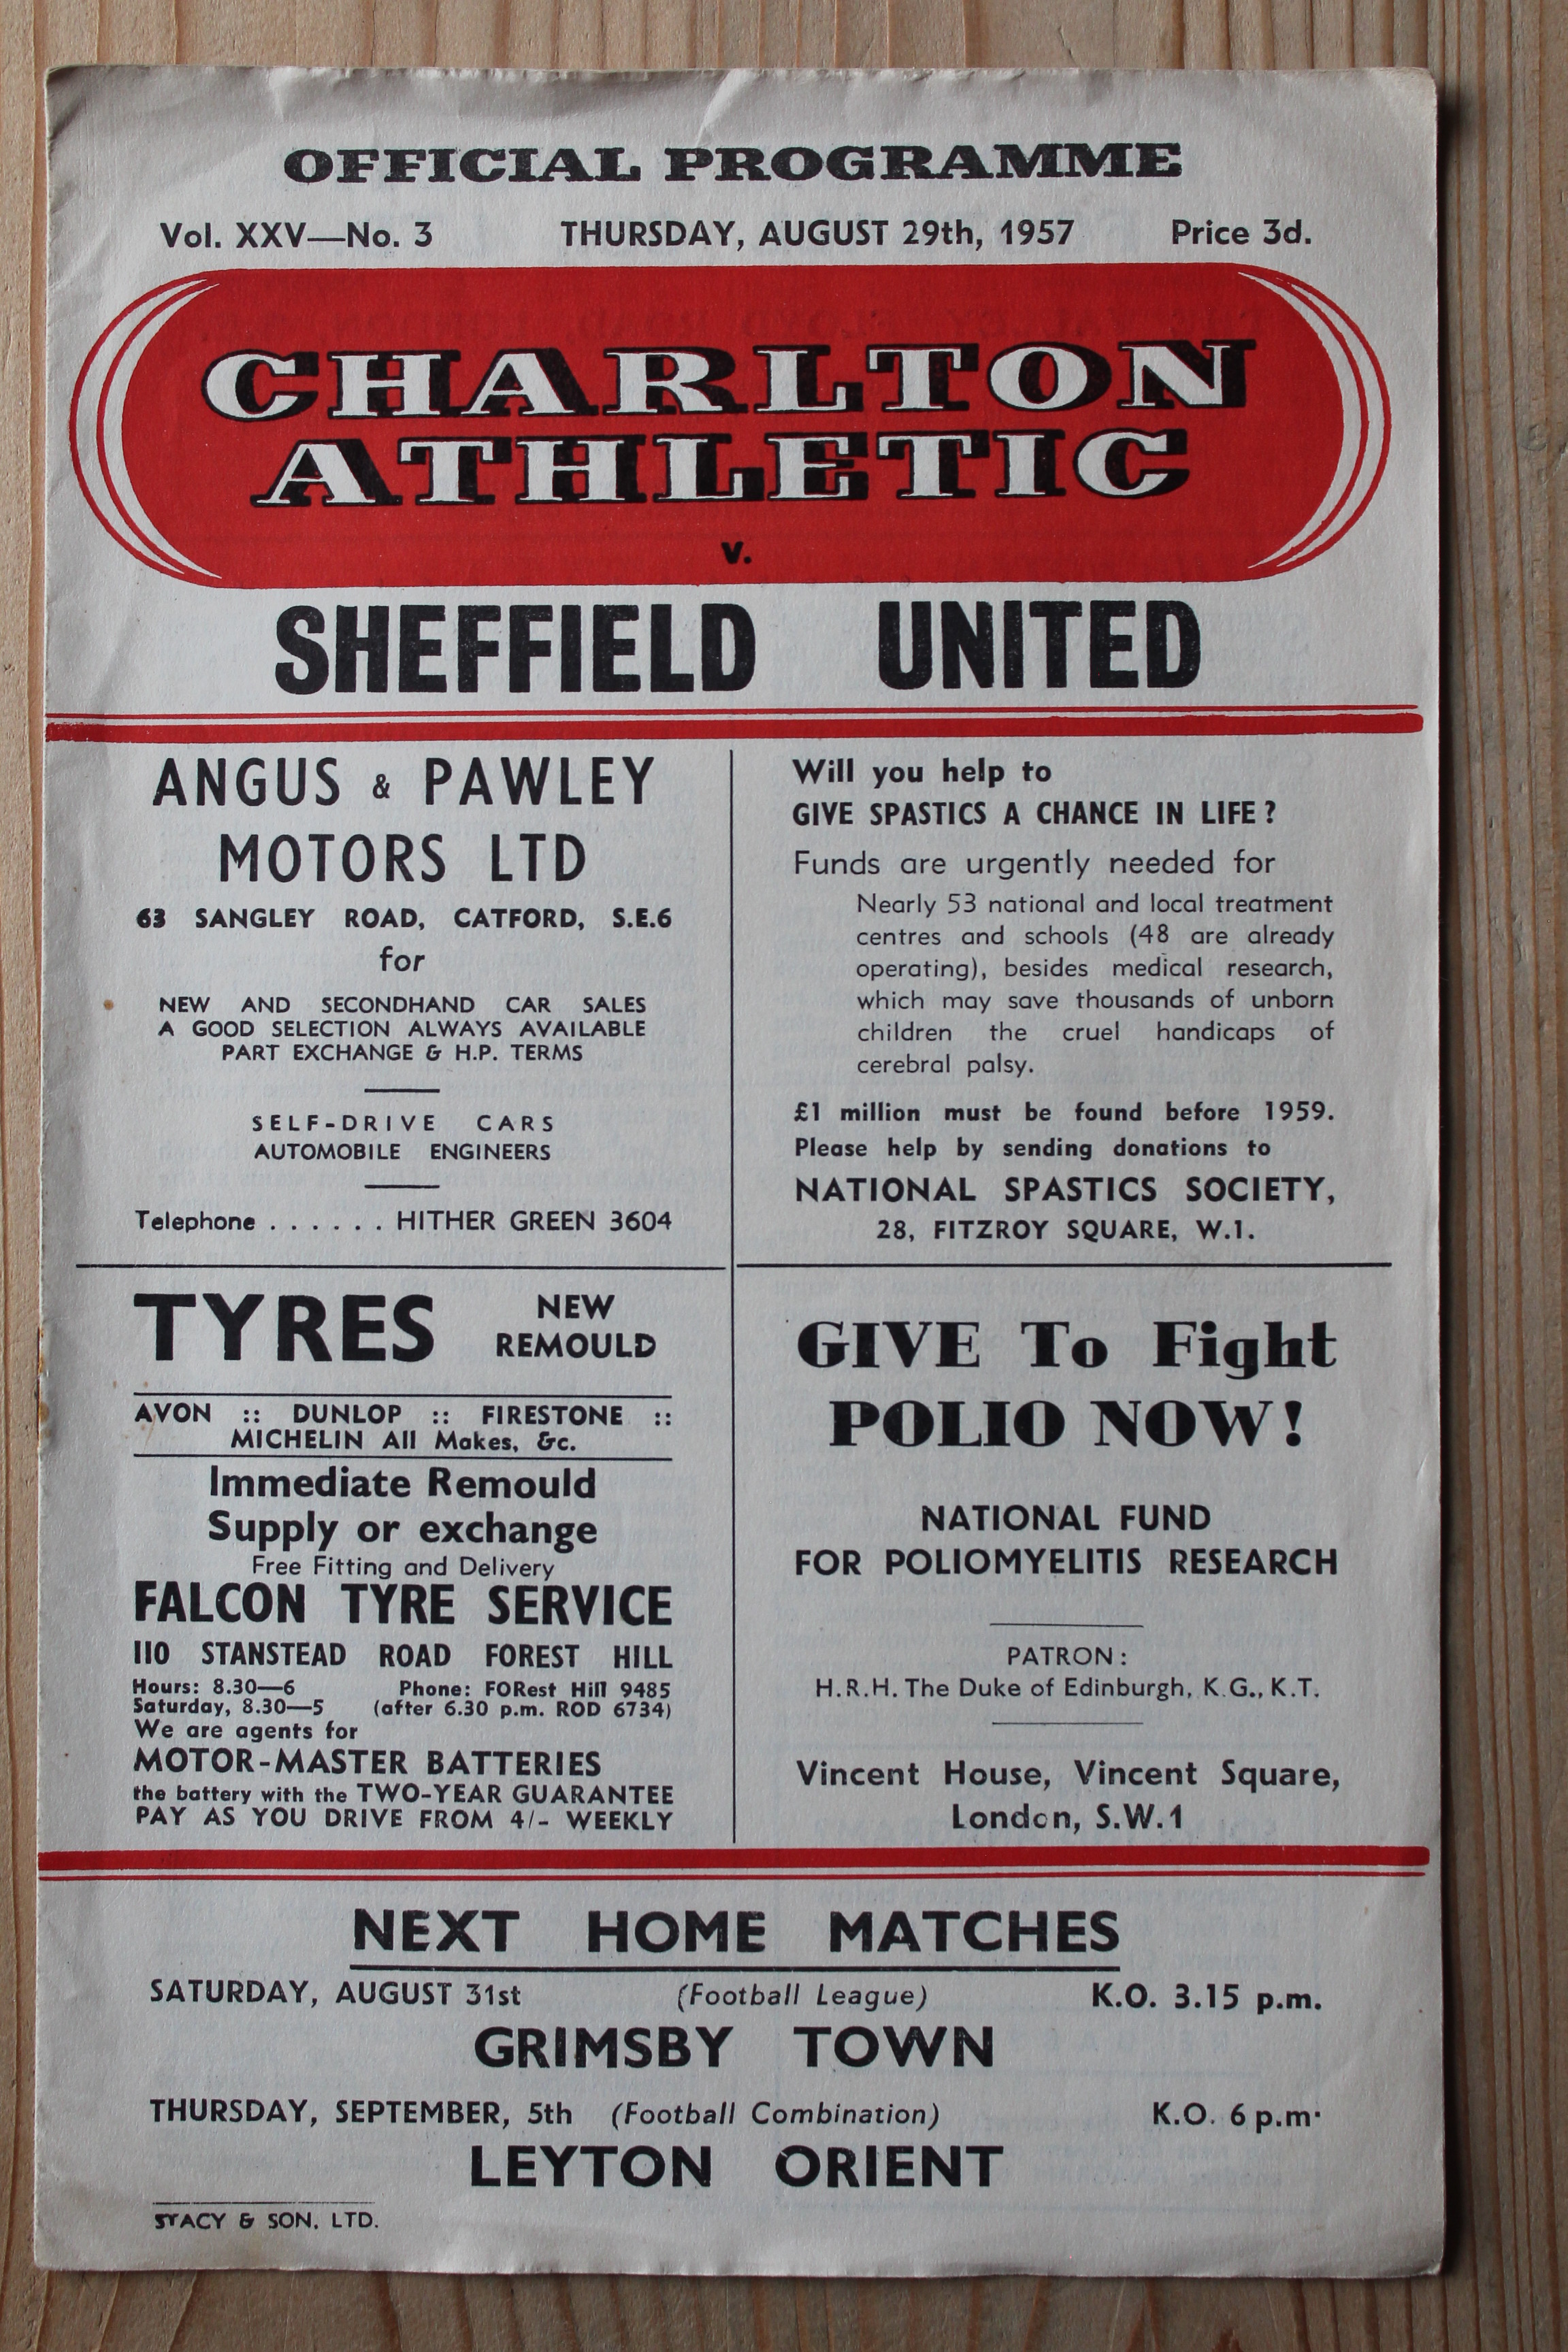 OFFICIAL PROGRAMME
Vol. XXV—No. 3 THURSDAY, AUGUST 29th, 1957 Price 3d.
CHARLTON
ATHLETIC
v.
SHEFFIELD UNITED
ANGUS & PAWLEY
MOTORS LTD
63 SANGLEY ROAD, CATFORD, S.E.6
for
NEW AND SECONDHAND CAR SALES
A GOOD SELECTION ALWAYS AVAILABLE
PART EXCHANGE & H.P. TERMS
SELF-DRIVE CARS
AUTOMOBILE ENGINEERS
Telephone . . . . . . HITHER GREEN 3604
Will you help to
GIVE SPASTICS A CHANCE IN LIFE?
Funds are urgently needed for
Nearly 53 national and local treatment
centres and schools (48 are already
operating), besides medical research,
which may save thousands of unborn
children the cruel handicaps of
cerebral palsy.
£1 million must be found before 1959.
Please help by sending donations to
NATIONAL SPASTICS SOCIETY,
28, FITZROY SQUARE, W.1.
TYRES NEW
REMOULD
AVON :: DUNLOP :: FIRESTONE ::
MICHELIN All Makes, &c.
Immediate Remould
Supply or exchange
Free Fitting and Delivery
FALCON TYRE SERVICE
110 STANSTEAD ROAD FOREST HILL
Hours: 8.30—6 Phone: FORest Hill 9485
Saturday, 8.30—5 (after 6.30 p.m. ROD 6734)
We are agents for
MOTOR-MASTER BATTERIES
the battery with the TWO-YEAR GUARANTEE
PAY AS YOU DRIVE FROM 4/- WEEKLY
GIVE To Fight
POLIO NOW!
NATIONAL FUND
FOR POLIOMYELITIS RESEARCH
PATRON:
H.R.H. The Duke of Edinburgh, K.G., K.T.
Vincent House, Vincent Square,
London, S.W.1
NEXT HOME MATCHES
SATURDAY, AUGUST 31st (Football League) K.O. 3.15 p.m.
GRIMSBY TOWN
THURSDAY, SEPTEMBER, 5th (Football Combination) K.O. 6 p.m.
LEYTON ORIENT
STACY & SON, LTD.